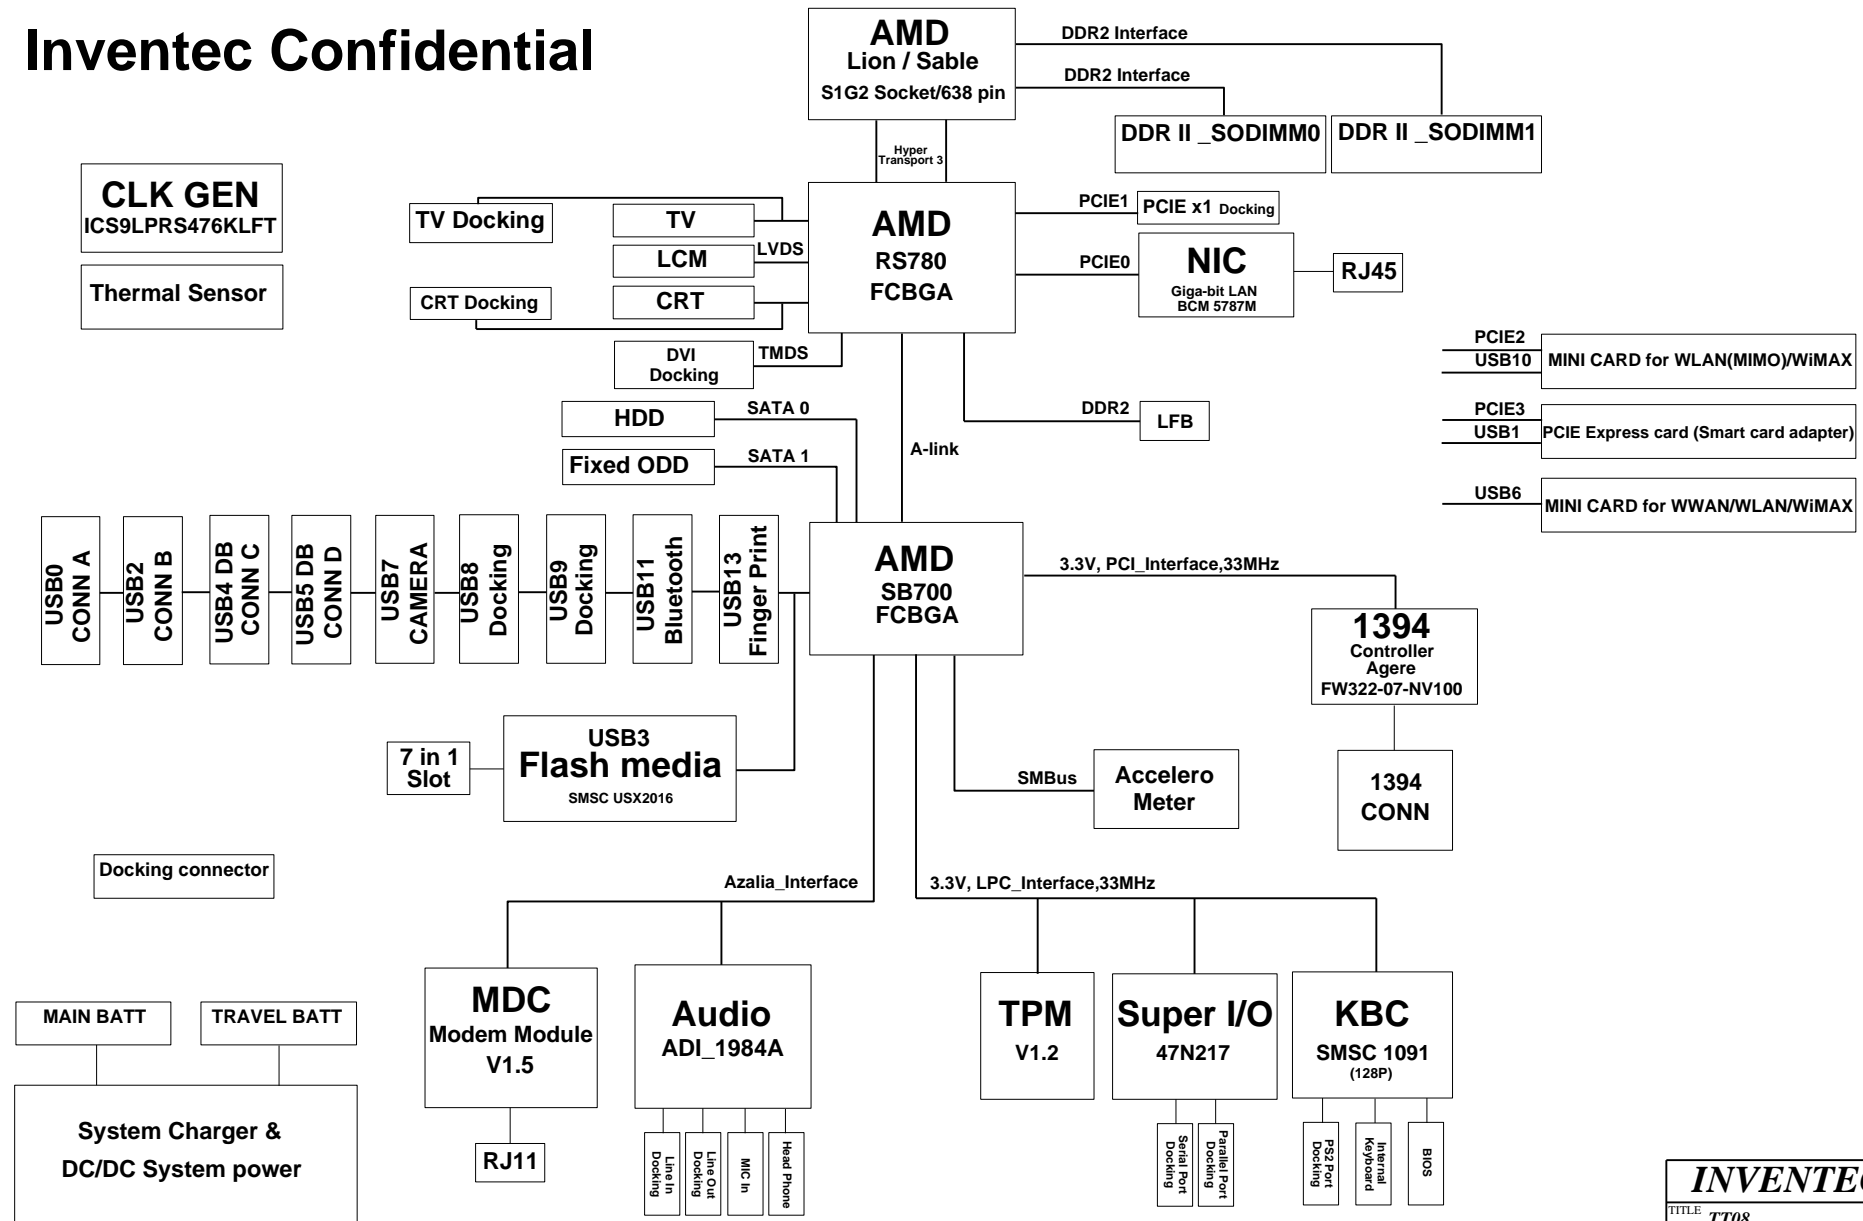 Inventec Confidential
AMD
Lion / Sable
S1G2 Socket/638 pin
DDR2 Interface
DDR2 Interface
DDR II _SODIMM0
DDR II _SODIMM1
Hyper
Transport 3
CLK GEN
ICS9LPRS476KLFT
Thermal Sensor
TV Docking
TV
LCM
LVDS
CRT Docking
CRT
DVI
Docking
TMDS
AMD
RS780
FCBGA
PCIE1
PCIE x1 Docking
PCIE0
NIC
Giga-bit LAN
BCM 5787M
RJ45
PCIE2
USB10
MINI CARD for WLAN(MIMO)/WiMAX
PCIE3
USB1
PCIE Express card (Smart card adapter)
USB6
MINI CARD for WWAN/WLAN/WiMAX
HDD
SATA 0
Fixed ODD
SATA 1
A-link
DDR2
LFB
USB0
CONN A
USB2
CONN B
USB4 DB
CONN C
USB5 DB
CONN D
USB7
CAMERA
USB8
Docking
USB9
Docking
USB11
Bluetooth
USB13
Finger Print
AMD
SB700
FCBGA
3.3V, PCI_Interface,33MHz
1394
Controller
Agere
FW322-07-NV100
1394
CONN
7 in 1
Slot
USB3
Flash media
SMSC USX2016
SMBus
Accelero
Meter
Docking connector
Azalia_Interface
3.3V, LPC_Interface,33MHz
MDC
Modem Module
V1.5
RJ11
Audio
ADI_1984A
Line In
Docking
Line Out
Docking
MIC In
Head Phone
TPM
V1.2
Super I/O
47N217
Serial Port
Docking
Parallel Port
Docking
KBC
SMSC 1091
(128P)
PS2 Port
Docking
Internal
Keyboard
BIOS
MAIN BATT
TRAVEL BATT
System Charger &
DC/DC System power
INVENTEC
TITLE TT08